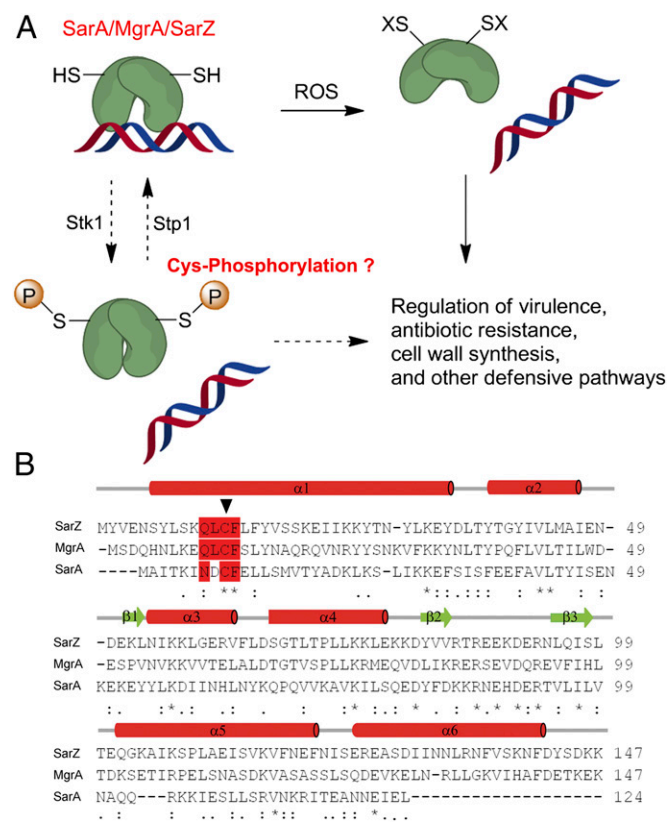 A
SarA/MgrA/SarZ
HS
SH
ROS
XS
SX
Stk1
Stp1
Cys-Phosphorylation ?
P
S
S
P
Regulation of virulence,
antibiotic resistance,
cell wall synthesis,
and other defensive pathways
B
α1
α2
SarZ MYVENSYLSKQLCFLFYVSSKEIIKKYTN-YLKEYDLTYTGYIVLMAIEN- 49
MgrA -MSDQHNLKEQLCFSLYNAQRQVNRYYSNKVFKKYNLTYPQFLVLTILWD- 49
SarA ----MAITKINDCFELLSMVTYADKLKS-LIKKEFSISFEEFAVLTYISEN 49
. ** . .: *.:.:: : ** :
β1
α3
α4
β2
β3
SarZ -DEKLNIKKLGERVFLDSGTLTPLLKKLEKKDYVVRTREEKDERNLQISL 99
MgrA -ESPVNVKKVVTELALDTGTVSPLLKRMEQVDLIKRERSEVDQREVFIHL 99
SarA KEKEYYLKDIINHLNYKQPQVVKAVKILSQEDYFDKKRNEHDERTVLILV 99
:. :*.: .: . : :* :.: * . : *.* *:* : * :
α5
α6
SarZ TEQGKAIKSPLAEISVKVFNEFNISEREASDIINNLRNFVSKNFDYSDKK 147
MgrA TDKSETIRPELSNASDKVASASSLSQDEVKELN-RLLGKVIHAFDETKEK 147
SarA NAQQ---RKKIESLLSRVNKRITEANNEIEL------------------- 124
. : : : . :* . . :: * .